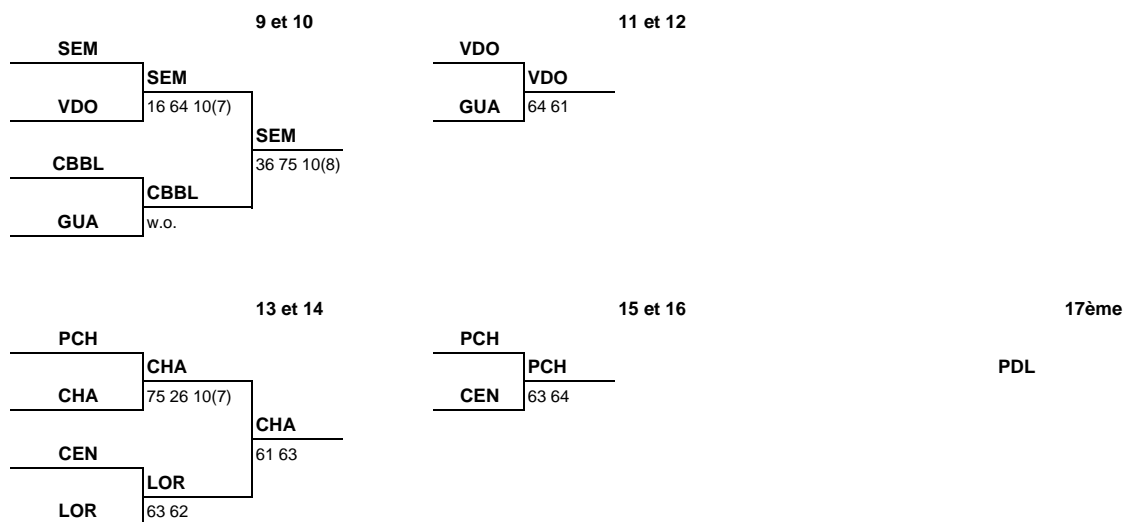 9 et 10
11 et 12
SEM
VDO
SEM
VDO
VDO
16 64 10(7)
GUA
64 61
SEM
CBBL
36 75 10(8)
CBBL
GUA
w.o.
13 et 14
15 et 16
17ème
PCH
PCH
CHA
PCH
PDL
CHA
75 26 10(7)
CEN
63 64
CHA
CEN
61 63
LOR
LOR
63 62